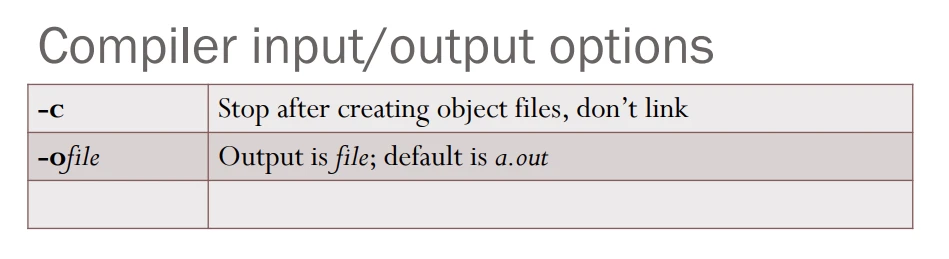 Compiler input/output options
-c Stop after creating object files, don’t link
-ofile Output is file; default is a.out